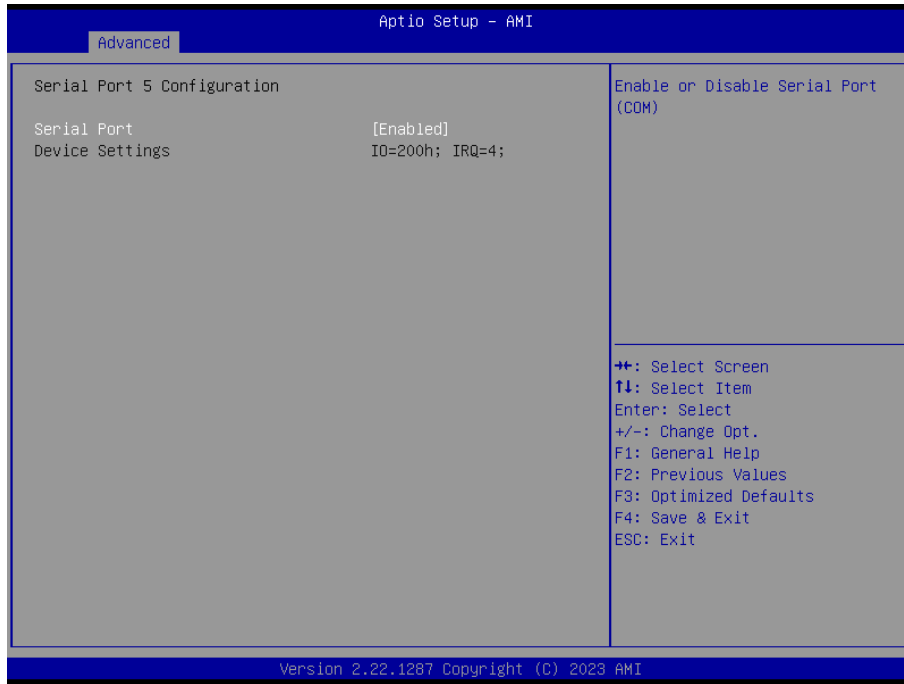 Aptio Setup - AMI
Advanced
Serial Port 5 Configuration
Serial Port [Enabled]
Device Settings IO=200h; IRQ=4;
Enable or Disable Serial Port
(COM)
→←: Select Screen
↑↓: Select Item
Enter: Select
+/-: Change Opt.
F1: General Help
F2: Previous Values
F3: Optimized Defaults
F4: Save & Exit
ESC: Exit
Version 2.22.1287 Copyright (C) 2023 AMI